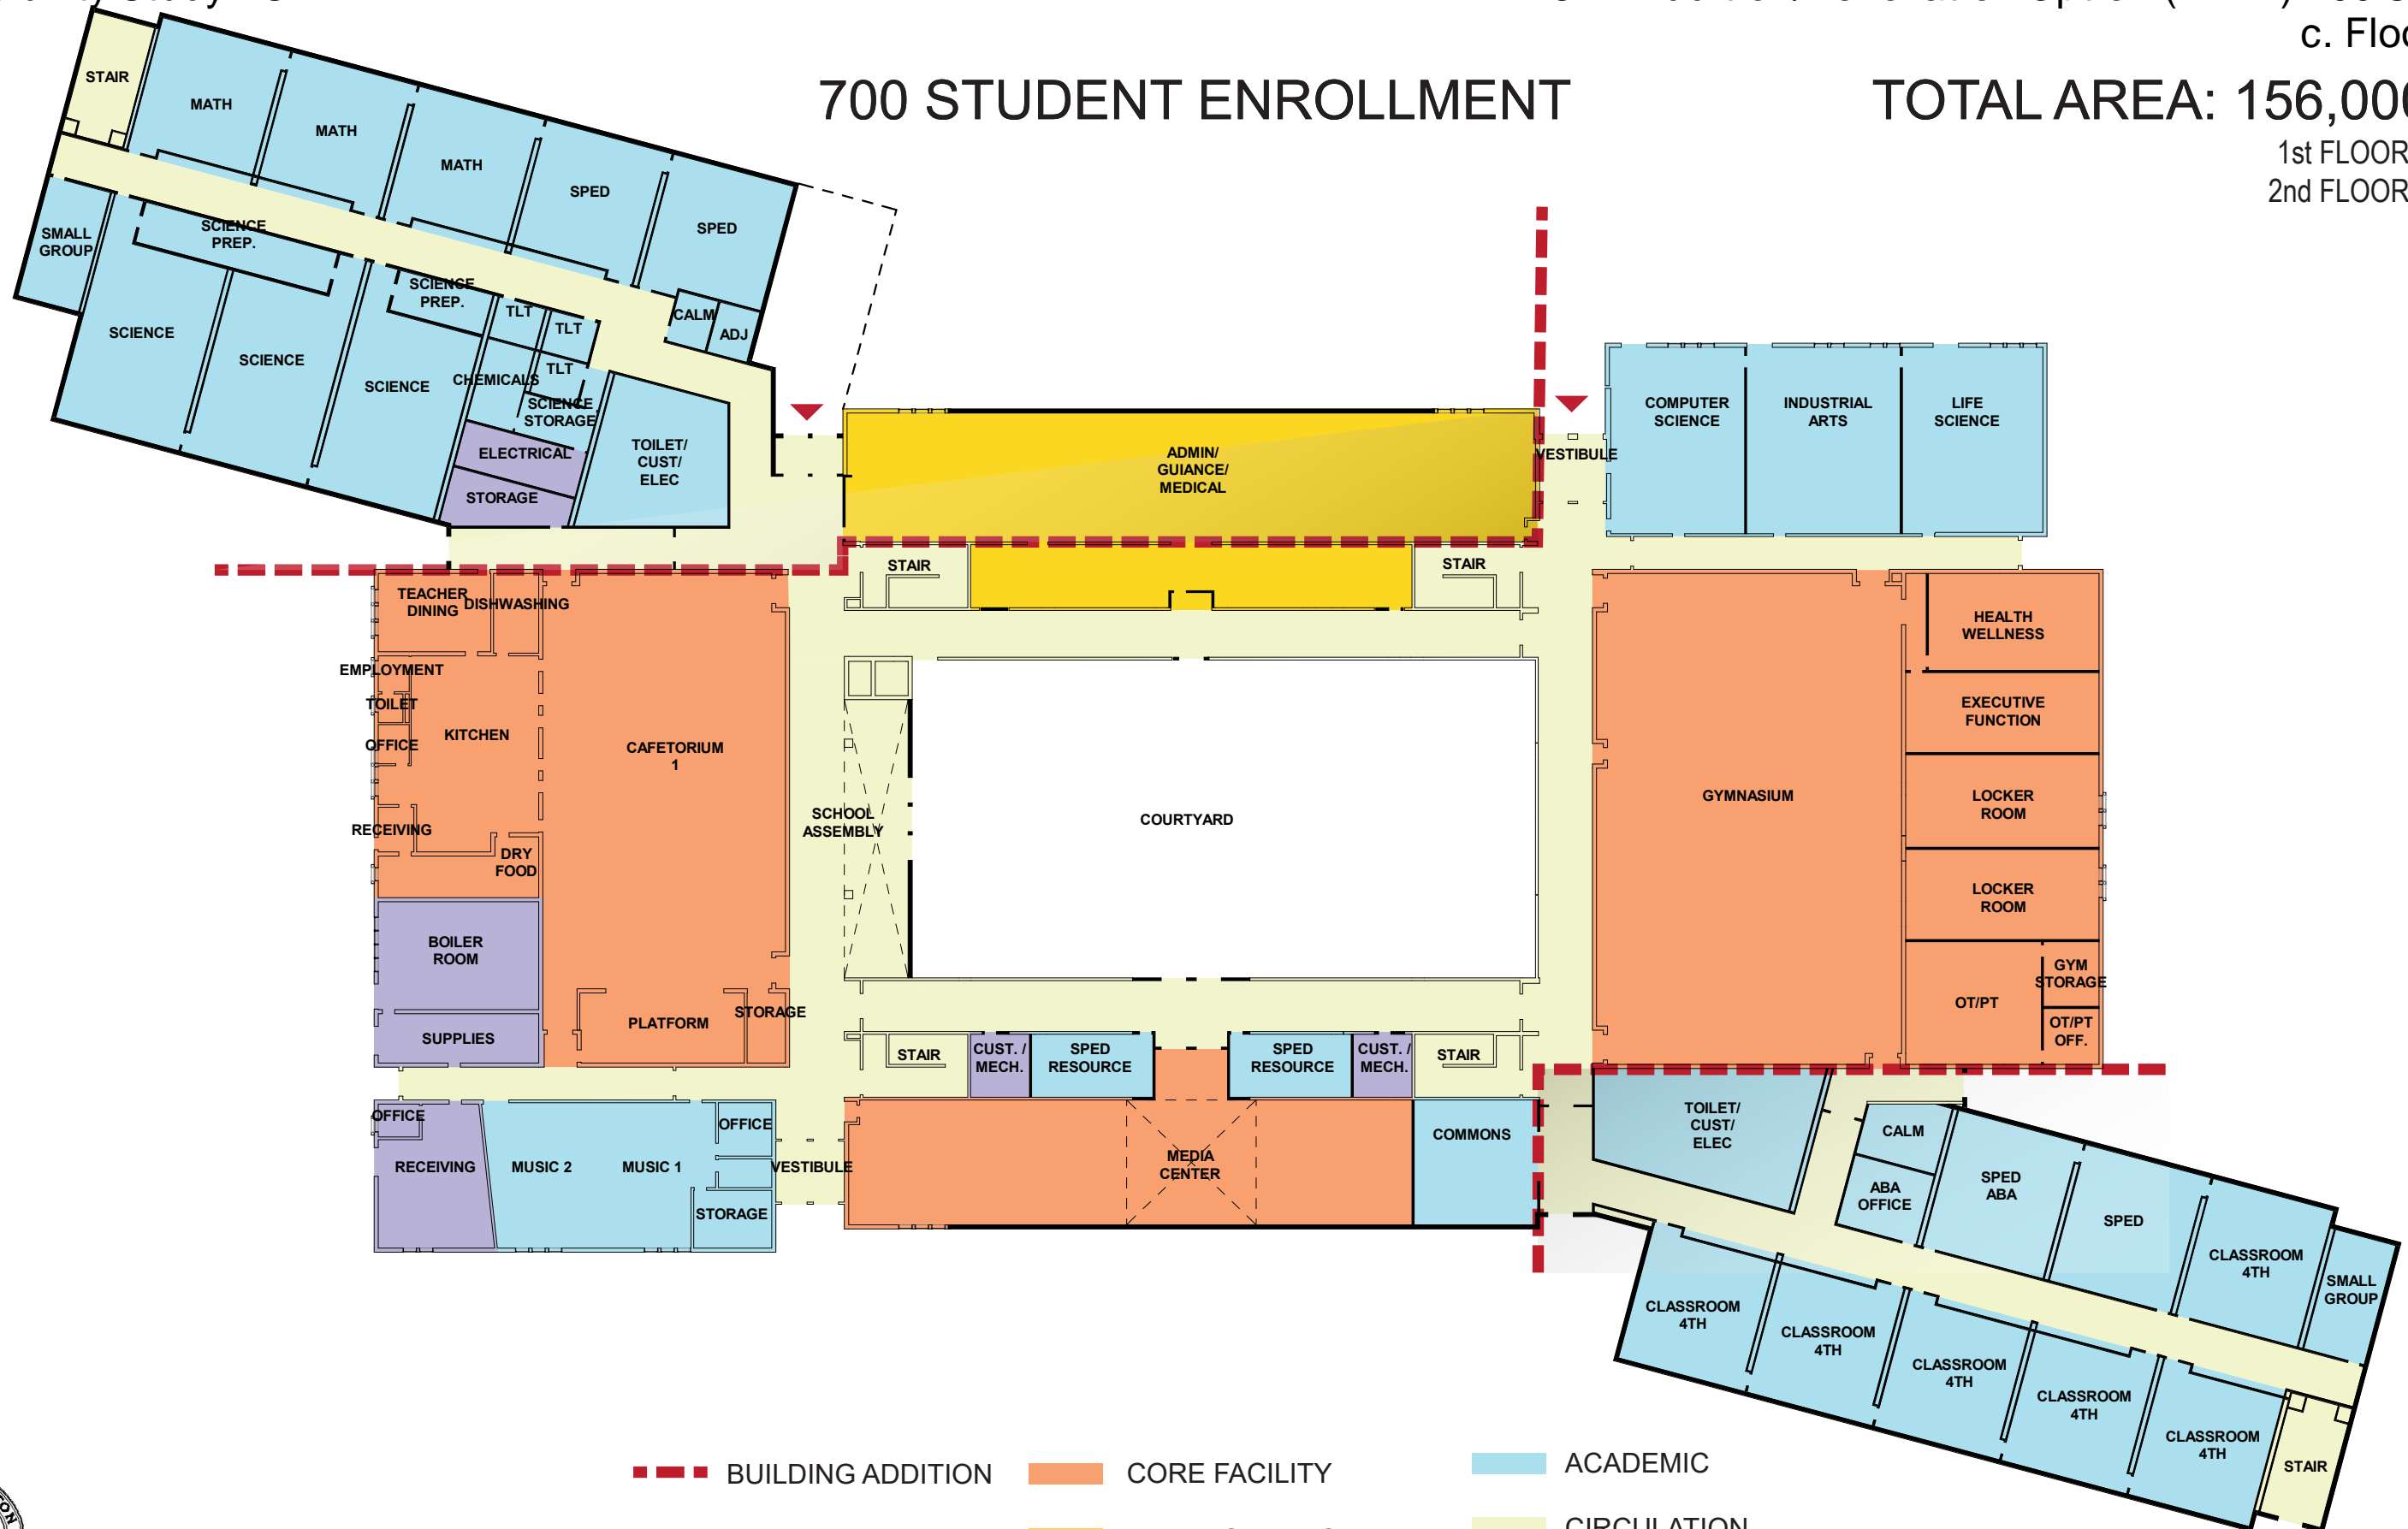 c. Floo
700 STUDENT ENROLLMENT
TOTAL AREA: 156,000
1st FLOOR
2nd FLOOR
STAIR
MATH
MATH
MATH
SPED
SPED
SMALL
GROUP
SCIENCE
PREP.
SCIENCE
PREP.
TLT
TLT
TLT
CALM
ADJ
SCIENCE
SCIENCE
SCIENCE
CHEMICALS
SCIENCE
STORAGE
ELECTRICAL
STORAGE
TOILET/
CUST/
ELEC
ADMIN/
GUIANCE/
MEDICAL
VESTIBULE
COMPUTER
SCIENCE
INDUSTRIAL
ARTS
LIFE
SCIENCE
STAIR
STAIR
TEACHER
DINING
DISHWASHING
EMPLOYMENT
TOILET
OFFICE
KITCHEN
CAFETORIUM
1
RECEIVING
DRY
FOOD
BOILER
ROOM
SUPPLIES
PLATFORM
STORAGE
SCHOOL
ASSEMBLY
COURTYARD
GYMNASIUM
HEALTH
WELLNESS
EXECUTIVE
FUNCTION
LOCKER
ROOM
LOCKER
ROOM
OT/PT
GYM
STORAGE
OT/PT
OFF.
STAIR
CUST. /
MECH.
SPED
RESOURCE
SPED
RESOURCE
CUST. /
MECH.
STAIR
OFFICE
RECEIVING
MUSIC 2
MUSIC 1
OFFICE
STORAGE
VESTIBULE
MEDIA
CENTER
COMMONS
TOILET/
CUST/
ELEC
CALM
ABA
OFFICE
SPED
ABA
SPED
CLASSROOM
4TH
SMALL
GROUP
CLASSROOM
4TH
CLASSROOM
4TH
CLASSROOM
4TH
CLASSROOM
4TH
CLASSROOM
4TH
STAIR
BUILDING ADDITION
CORE FACILITY
ACADEMIC
CIRCULATION